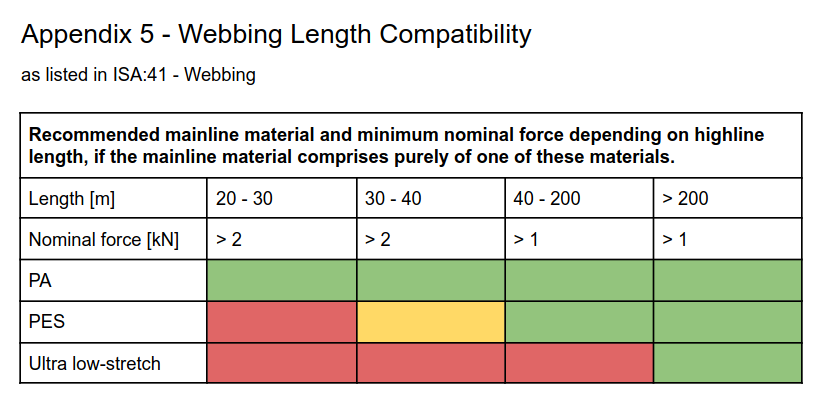 Appendix 5 - Webbing Length Compatibility
as listed in ISA:41 - Webbing
Recommended mainline material and minimum nominal force depending on highline
length, if the mainline material comprises purely of one of these materials.
Length [m] 20 - 30 30 - 40 40 - 200 > 200
Nominal force [kN] > 2 > 2 > 1 > 1
PA
PES
Ultra low-stretch